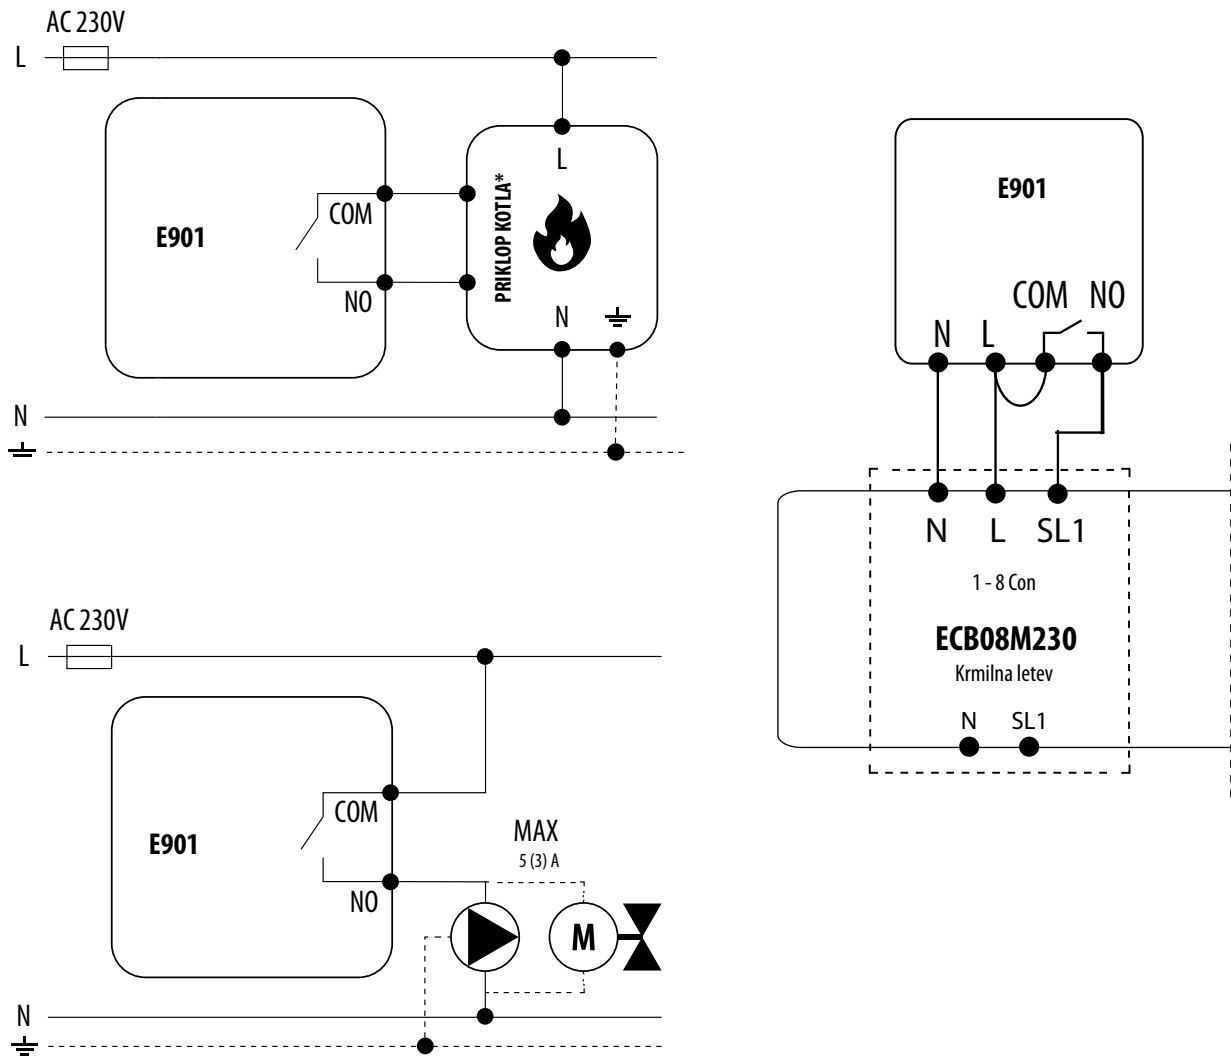 AC 230V
L
E901
COM
NO
PRIKLOP KOTLA*
L
N
N
E901
COM NO
N L
N L SL1
1 - 8 Con
ECB08M230
Krmilna letev
N SL1
AC 230V
L
E901
COM
NO
MAX
5 (3) A
M
N